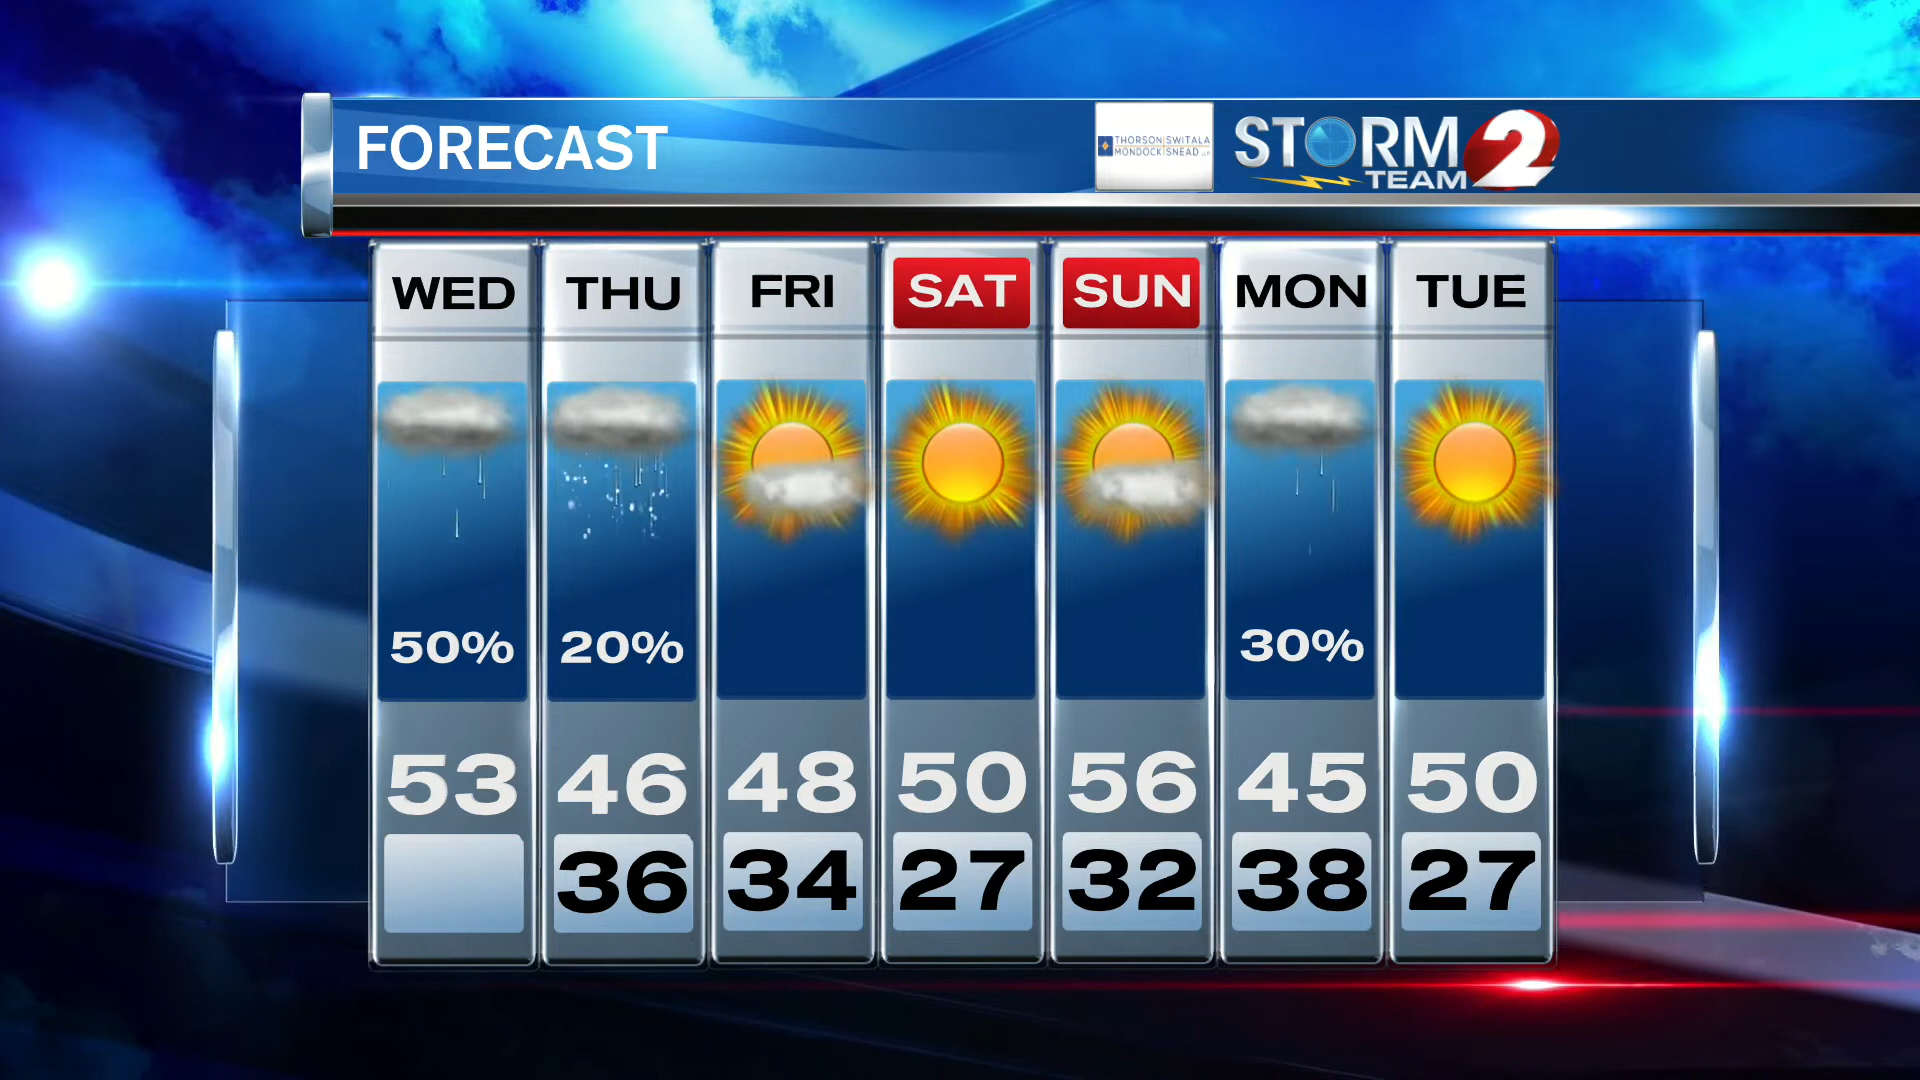 FORECAST
THORSON|SWITALA
MONDOCK|SNEAD LLP
STORM
TEAM 2
WED THU FRI SAT SUN MON TUE
50% 20% 30%
53 46 48 50 56 45 50
36 34 27 32 38 27